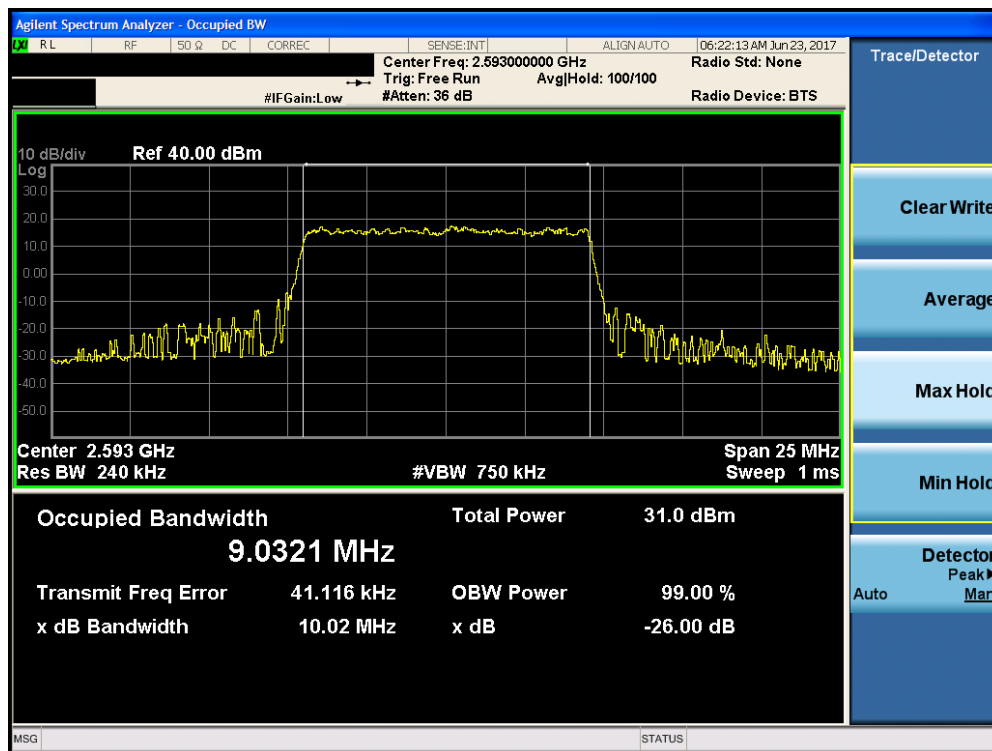 Agilent Spectrum Analyzer - Occupied BW
LXI RL RF 50 Ω DC CORREC SENSE:INT ALIGN AUTO 06:22:13 AM Jun 23, 2017
Center Freq: 2.593000000 GHz Radio Std: None
Trig: Free Run Avg|Hold: 100/100
#IFGain:Low #Atten: 36 dB Radio Device: BTS
Trace/Detector
10 dB/div Ref 40.00 dBm
Log
30.0
20.0
10.0
0.00
-10.0
-20.0
-30.0
-40.0
-50.0
Center 2.593 GHz Span 25 MHz
Res BW 240 kHz #VBW 750 kHz Sweep 1 ms
Occupied Bandwidth Total Power 31.0 dBm
9.0321 MHz
Transmit Freq Error 41.116 kHz OBW Power 99.00 %
x dB Bandwidth 10.02 MHz x dB -26.00 dB
Clear Write
Average
Max Hold
Min Hold
Detector
Peak▶
Auto Man
MSG STATUS